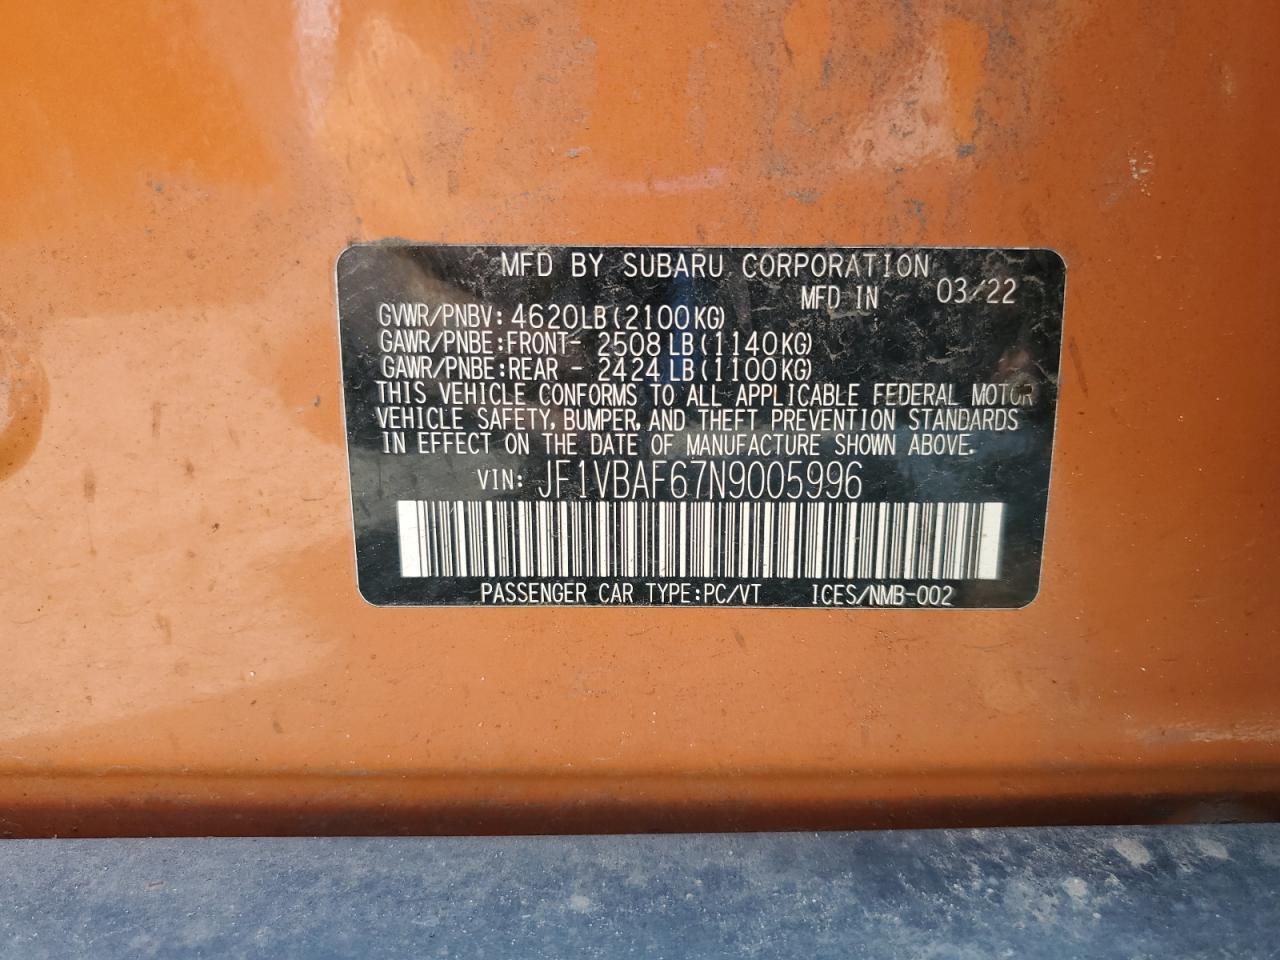 MFD BY SUBARU CORPORATION
MFD IN 03/22
GVWR/PNBV: 4620LB(2100KG)
GAWR/PNBE:FRONT- 2508 LB(1140KG)
GAWR/PNBE:REAR - 2424 LB(1100KG)
THIS VEHICLE CONFORMS TO ALL APPLICABLE FEDERAL MOTOR
VEHICLE SAFETY, BUMPER, AND THEFT PREVENTION STANDARDS
IN EFFECT ON THE DATE OF MANUFACTURE SHOWN ABOVE.
VIN: JF1VBAF67N9005996
PASSENGER CAR TYPE:PC/VT ICES/NMB-002